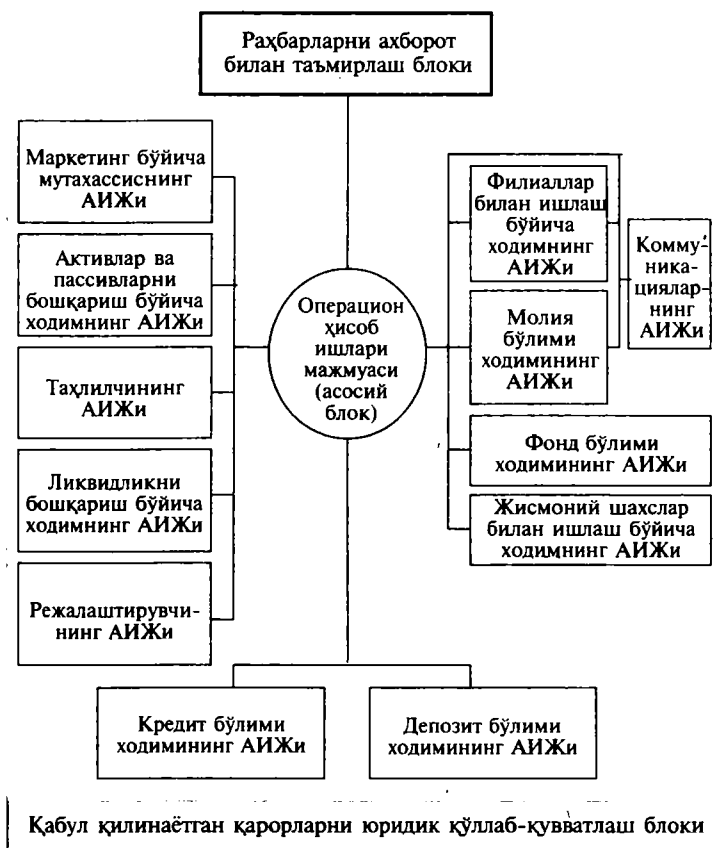 Раҳбарларни ахборот
билан таъмирлаш блоки
Маркетинг бўйича
мутахассиснинг
АИЖи
Активлар ва
пассивларни
бошқариш бўйича
ходимнинг АИЖи
Таҳлилчининг
АИЖи
Ликвидликни
бошқариш бўйича
ходимнинг АИЖи
Режалаштирувчи-
нинг АИЖи
Операцион
ҳисоб
ишлари
мажмуаси
(асосий
блок)
Филиаллар
билан ишлаш
бўйича
ходимнинг
АИЖи
Молия
бўлими
ходимининг
АИЖи
Комму-
ника-
циялар-
нинг
АИЖи
Фонд бўлими
ходимининг АИЖи
Жисмоний шахслар
билан ишлаш бўйича
ходимнинг АИЖи
Кредит бўлими
ходимининг АИЖи
Депозит бўлими
ходимининг АИЖи
Қабул қилинаётган қарорларни юридик қўллаб-қувватлаш блоки